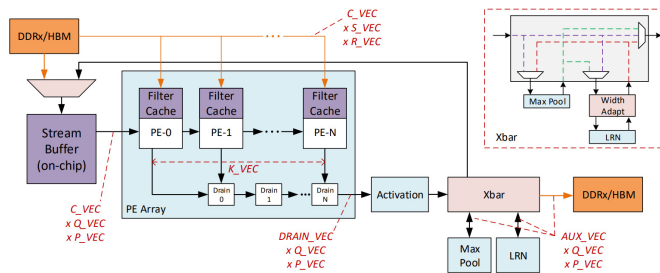 DDRx/HBM
C_VEC
x S_VEC
x R_VEC
Filter
Cache
PE-0
Filter
Cache
PE-1
Filter
Cache
PE-N
Stream
Buffer
(on-chip)
K_VEC
C_VEC
x Q_VEC
x P_VEC
PE Array
Drain
0
Drain
1
Drain
N
DRAIN_VEC
x Q_VEC
x P_VEC
Activation
Xbar
DDRx/HBM
Max
Pool
LRN
AUX_VEC
x Q_VEC
x P_VEC
Max Pool
Width
Adapt
LRN
Xbar